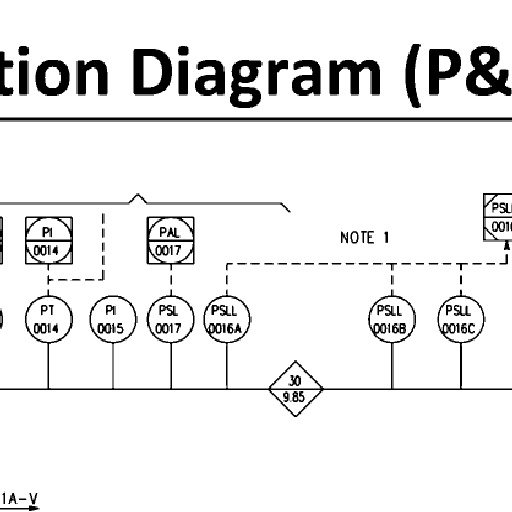 tion Diagram (P&
NOTE 1
PI
0014
PAL
0017
PSL
001
PT
0014
PI
0015
PSL
0017
PSLL
0016A
PSLL
0016B
PSLL
0016C
30
9.85
1A-V